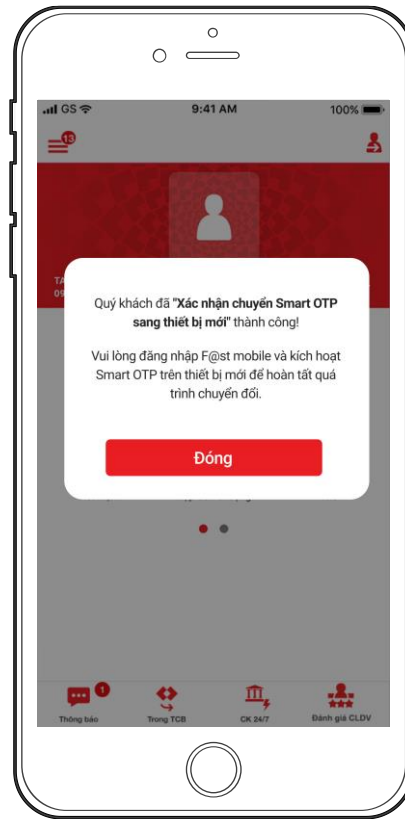 GS 9:41 AM 100%
13
TA
09
Quý khách đã "Xác nhận chuyển Smart OTP
sang thiết bị mới" thành công!
Vui lòng đăng nhập F@st mobile và kích hoạt
Smart OTP trên thiết bị mới để hoàn tất quá
trình chuyển đổi.
Đóng
1
Thông báo Trong TCB CK 24/7 Đánh giá CLDV